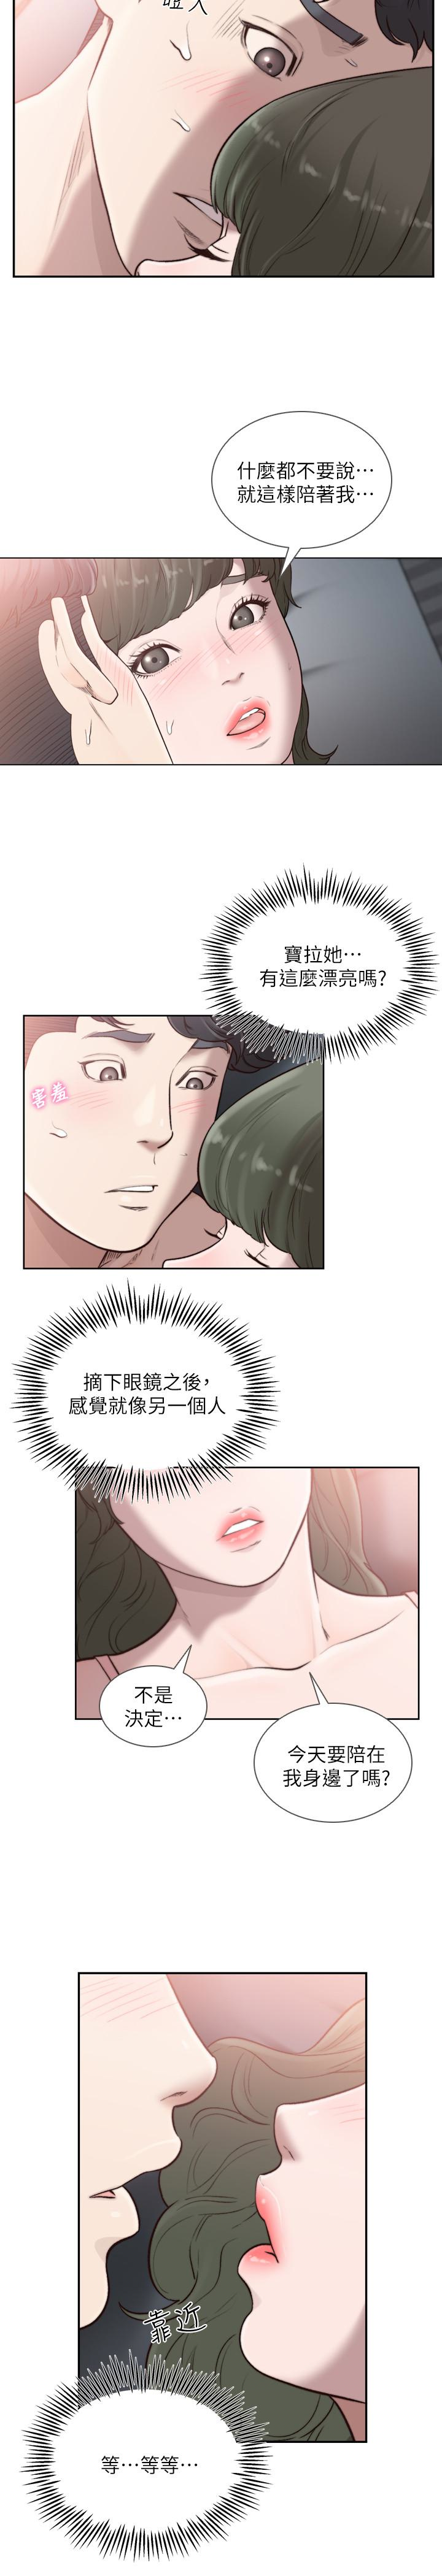 什麼都不要說⋯
就這樣陪著我⋯
寶拉她⋯
有這麼漂亮嗎?
害羞
摘下眼鏡之後,
感覺就像另一個人
不是
決定⋯
今天要陪在
我身邊了嗎?
靠近
等⋯等等⋯